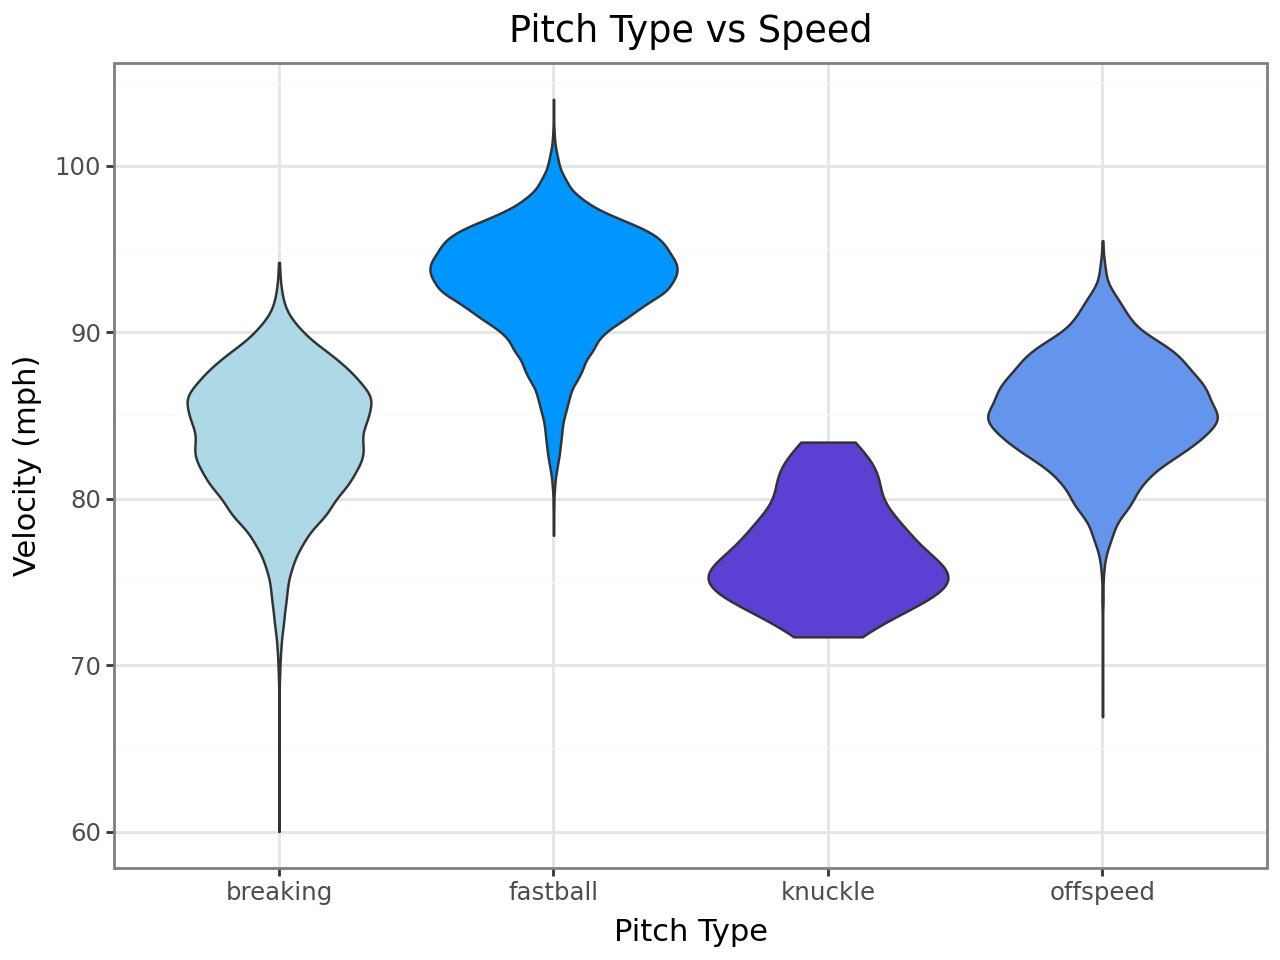 Pitch Type vs Speed
Velocity (mph)
100
90
80
70
60
breaking fastball knuckle offspeed
Pitch Type